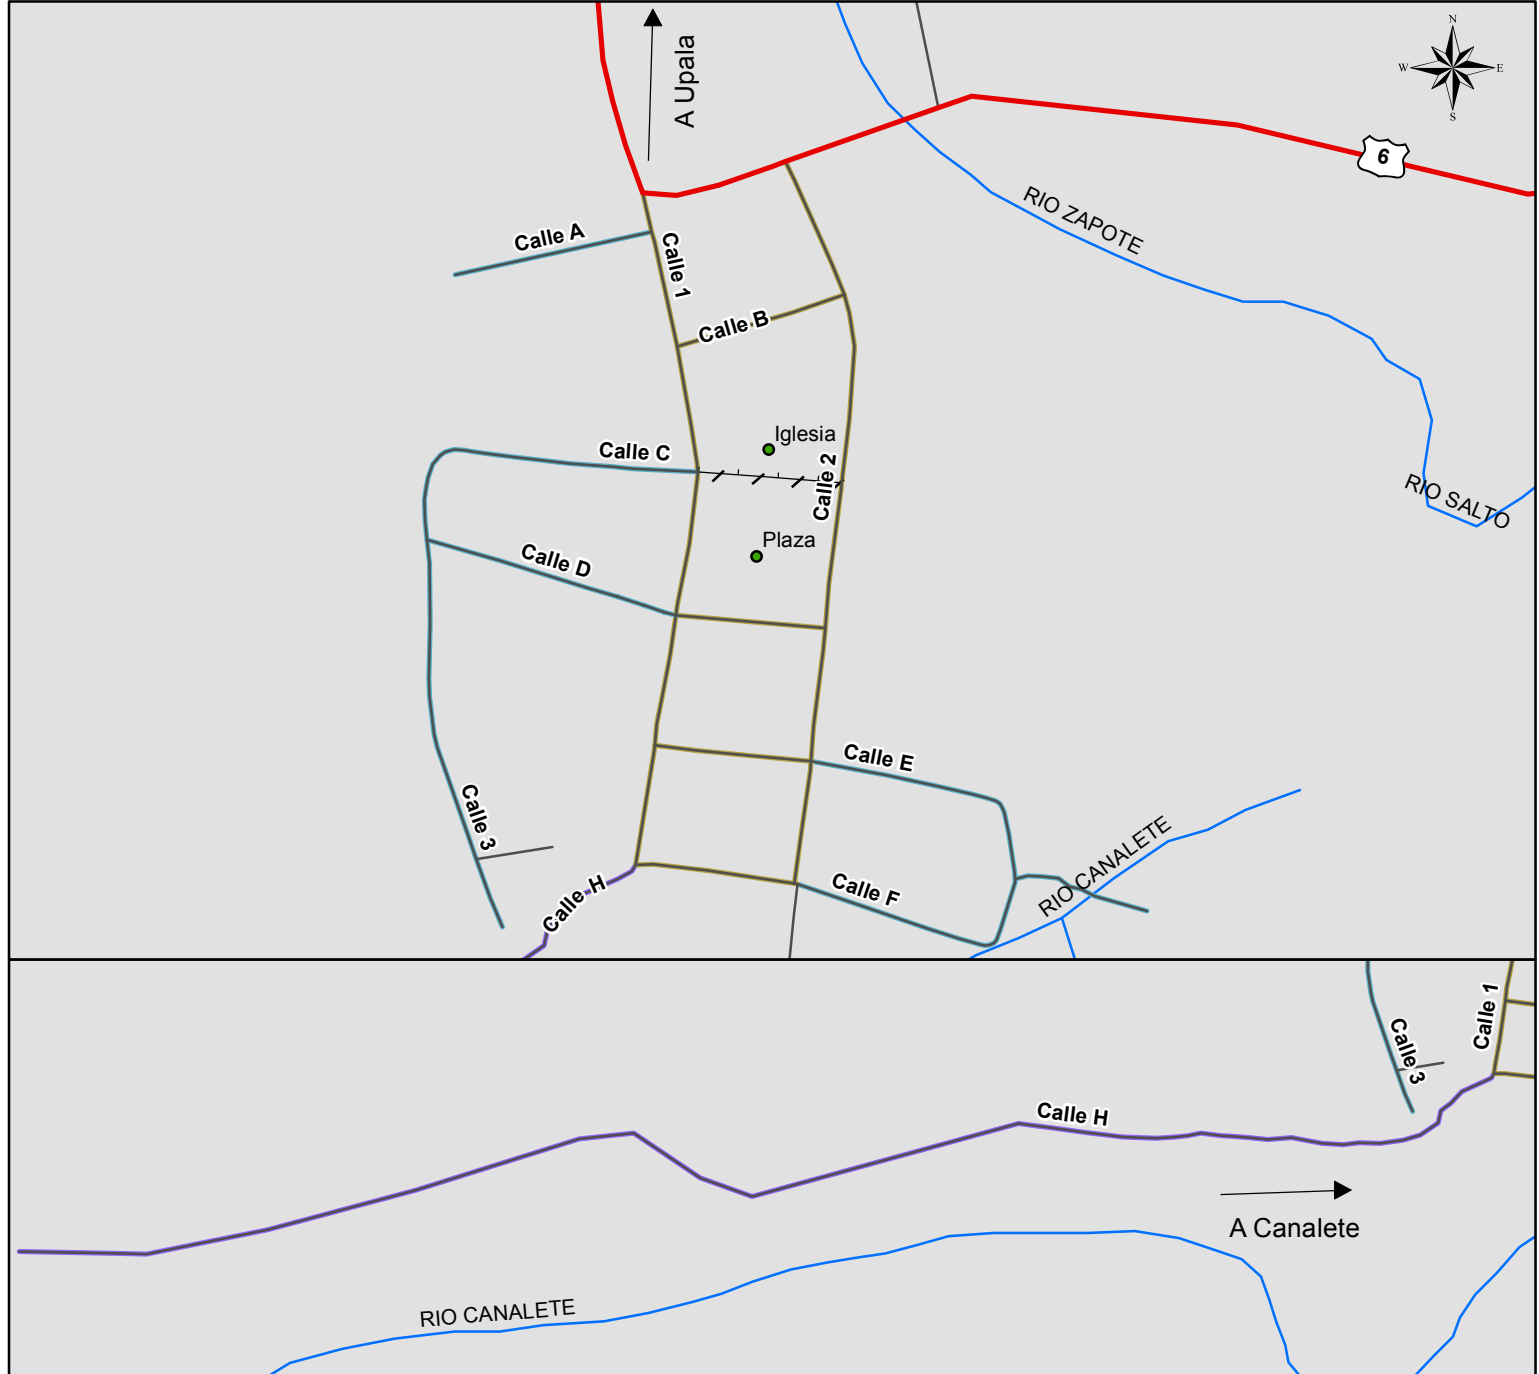 N
W
E
S
A Upala
6
RIO ZAPOTE
Calle A
Calle 1
Calle B
Iglesia
Calle C
Calle 2
RIO SALTO
Plaza
Calle D
Calle E
Calle 3
RIO CANALETE
Calle F
Calle H
Calle 1
Calle 3
Calle H
A Canalete
RIO CANALETE